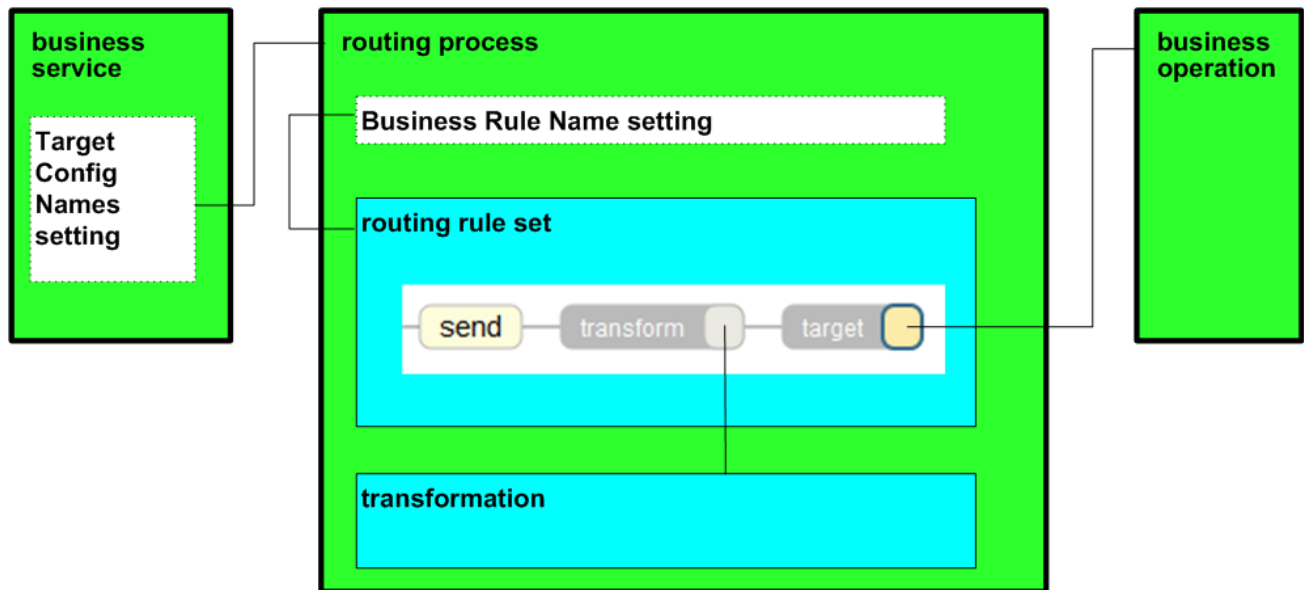 business
service
Target
Config
Names
setting
routing process
Business Rule Name setting
routing rule set
send
transform
target
transformation
business
operation